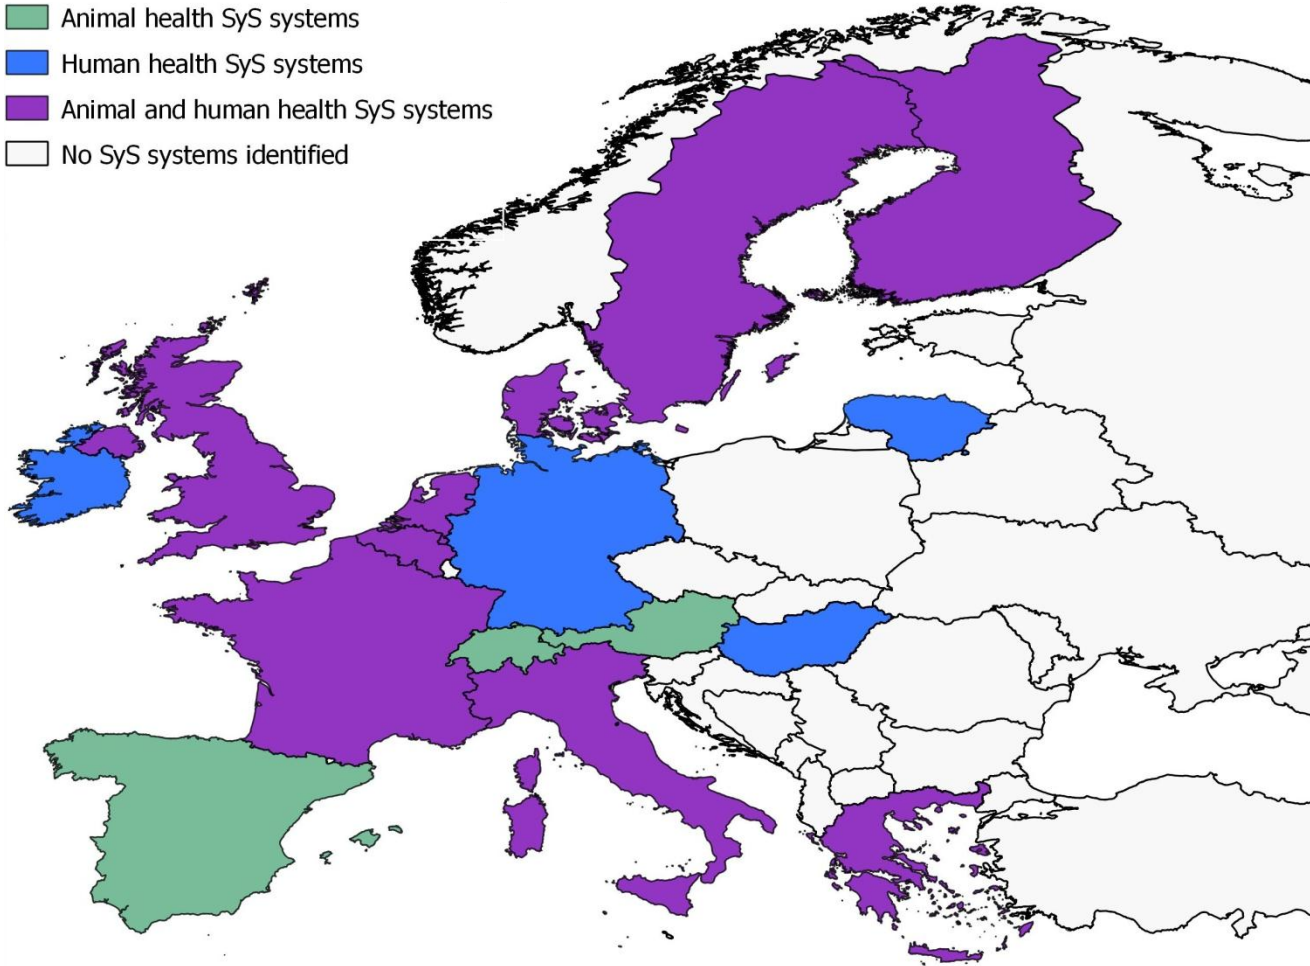 Animal health SyS systems
Human health SyS systems
Animal and human health SyS systems
No SyS systems identified